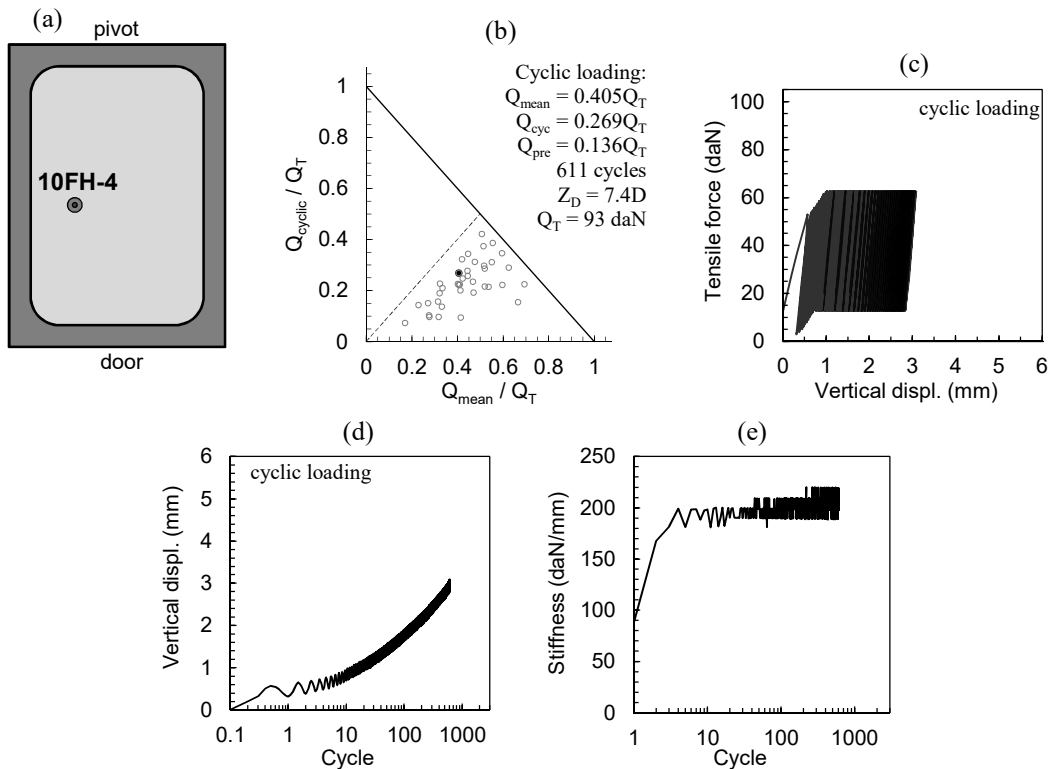 (a)
pivot
10FH-4
door
(b)
Cyclic loading:
Q_mean = 0.405Q_T
Q_cyc = 0.269Q_T
Q_pre = 0.136Q_T
611 cycles
Z_D = 7.4D
Q_T = 93 daN
Q_cyclic / Q_T
1
0.8
0.6
0.4
0.2
0
0 0.2 0.4 0.6 0.8 1
Q_mean / Q_T
(c)
cyclic loading
Tensile force (daN)
100
80
60
40
20
0
0 1 2 3 4 5 6
Vertical displ. (mm)
(d)
cyclic loading
Vertical displ. (mm)
6
5
4
3
2
1
0
0.1 1 10 100 1000
Cycle
(e)
Stiffness (daN/mm)
250
200
150
100
50
0
1 10 100 1000
Cycle